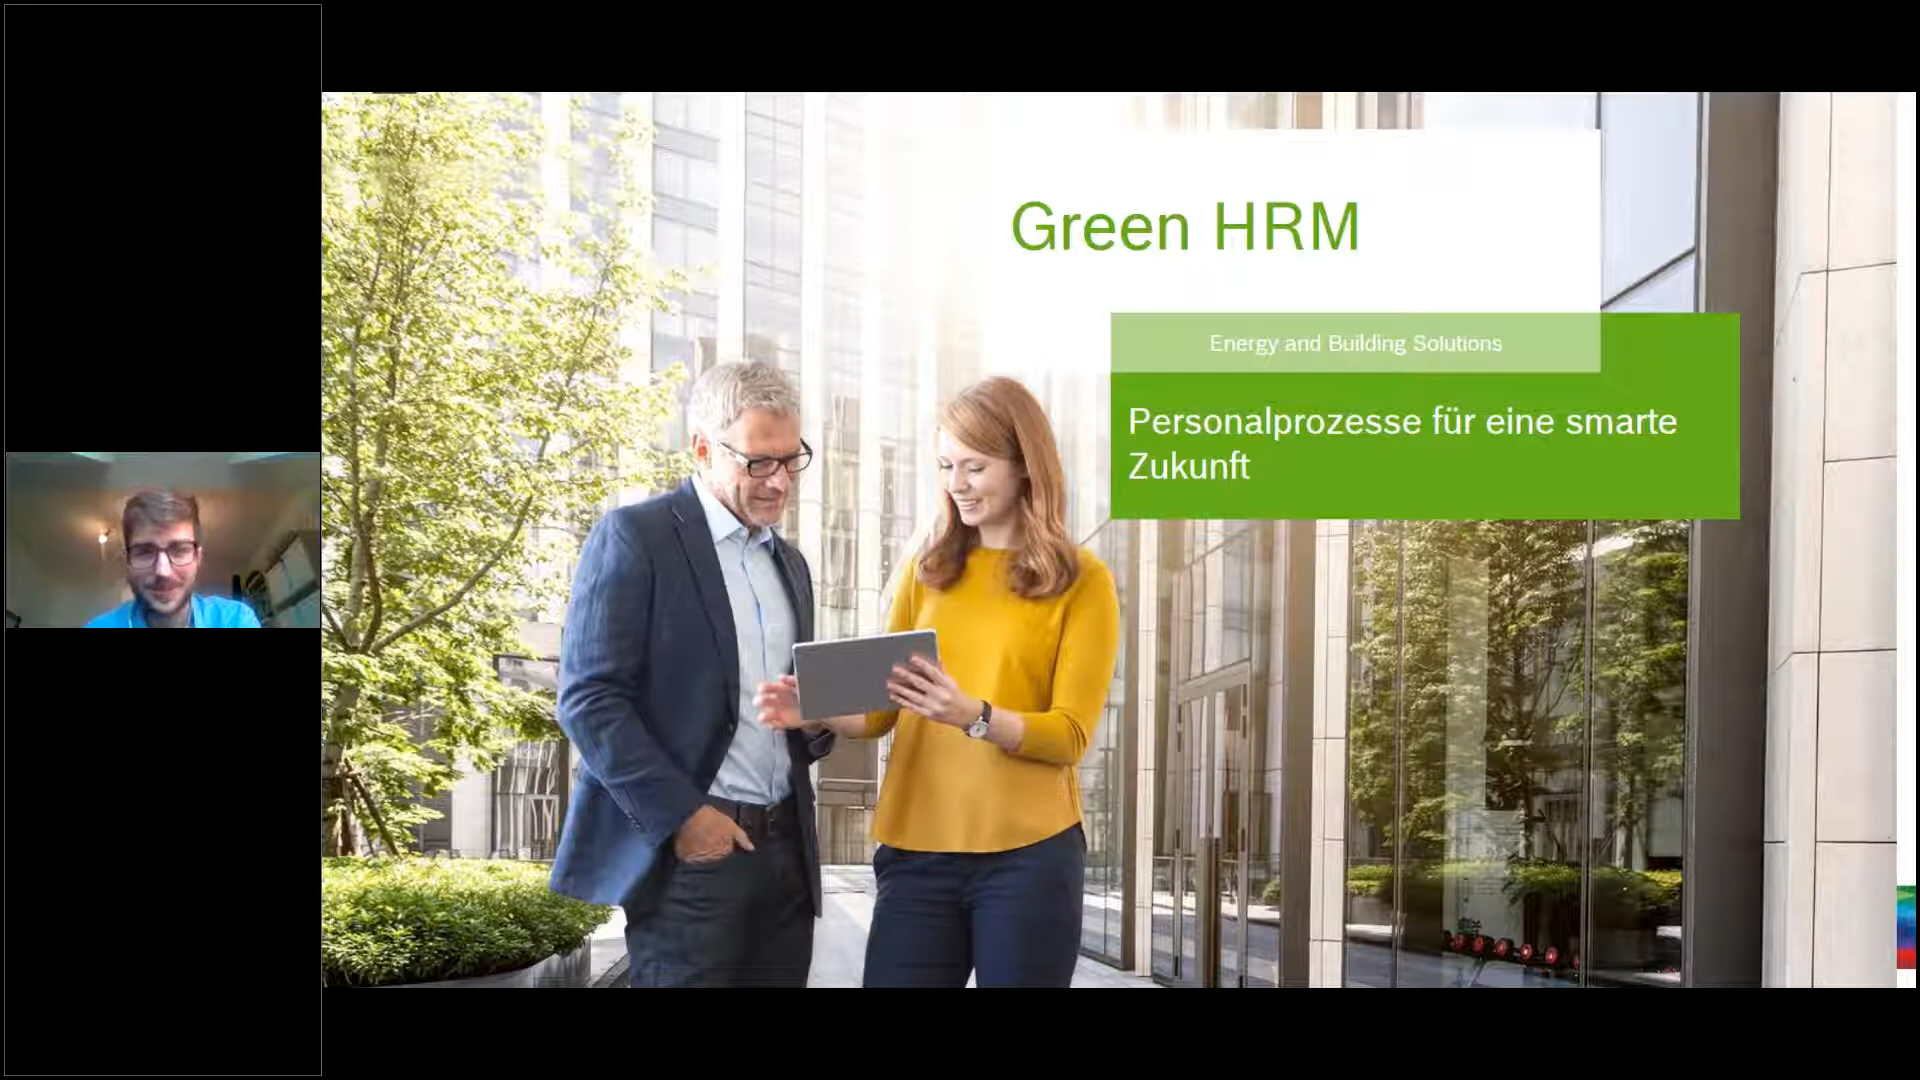 Green HRM
Energy and Building Solutions
Personalprozesse für eine smarte
Zukunft